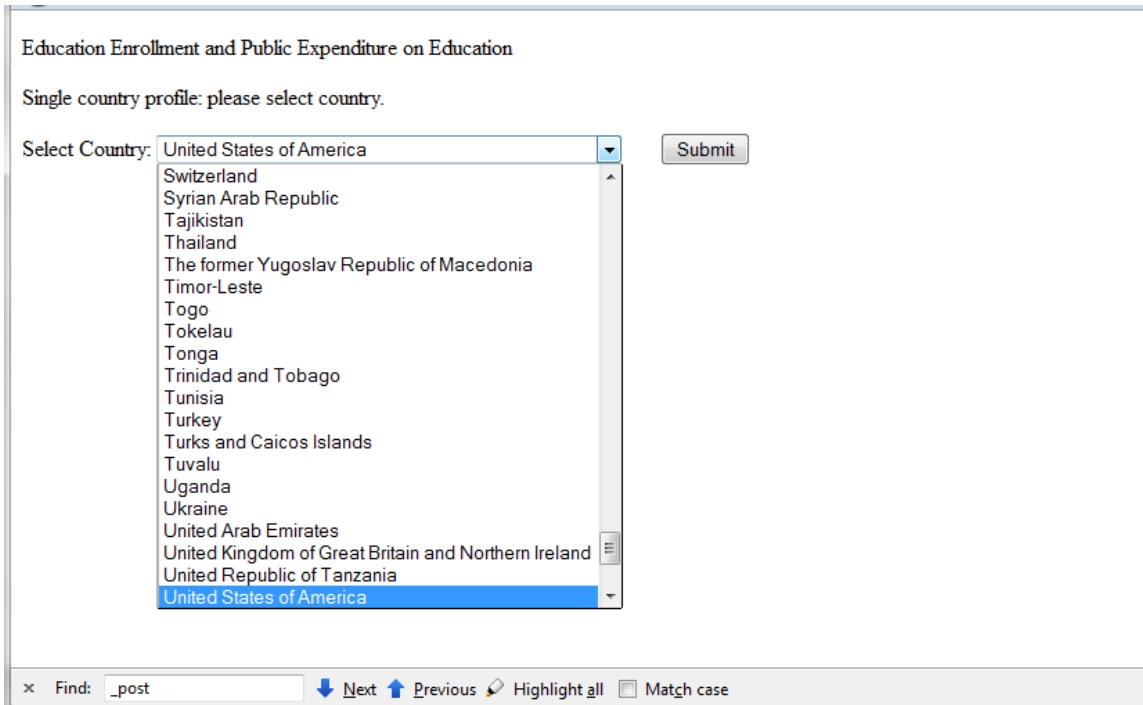 Education Enrollment and Public Expenditure on Education
Single country profile: please select country.
Select Country: United States of America Submit
Switzerland
Syrian Arab Republic
Tajikistan
Thailand
The former Yugoslav Republic of Macedonia
Timor-Leste
Togo
Tokelau
Tonga
Trinidad and Tobago
Tunisia
Turkey
Turks and Caicos Islands
Tuvalu
Uganda
Ukraine
United Arab Emirates
United Kingdom of Great Britain and Northern Ireland
United Republic of Tanzania
United States of America
× Find: _post Next Previous Highlight all Match case